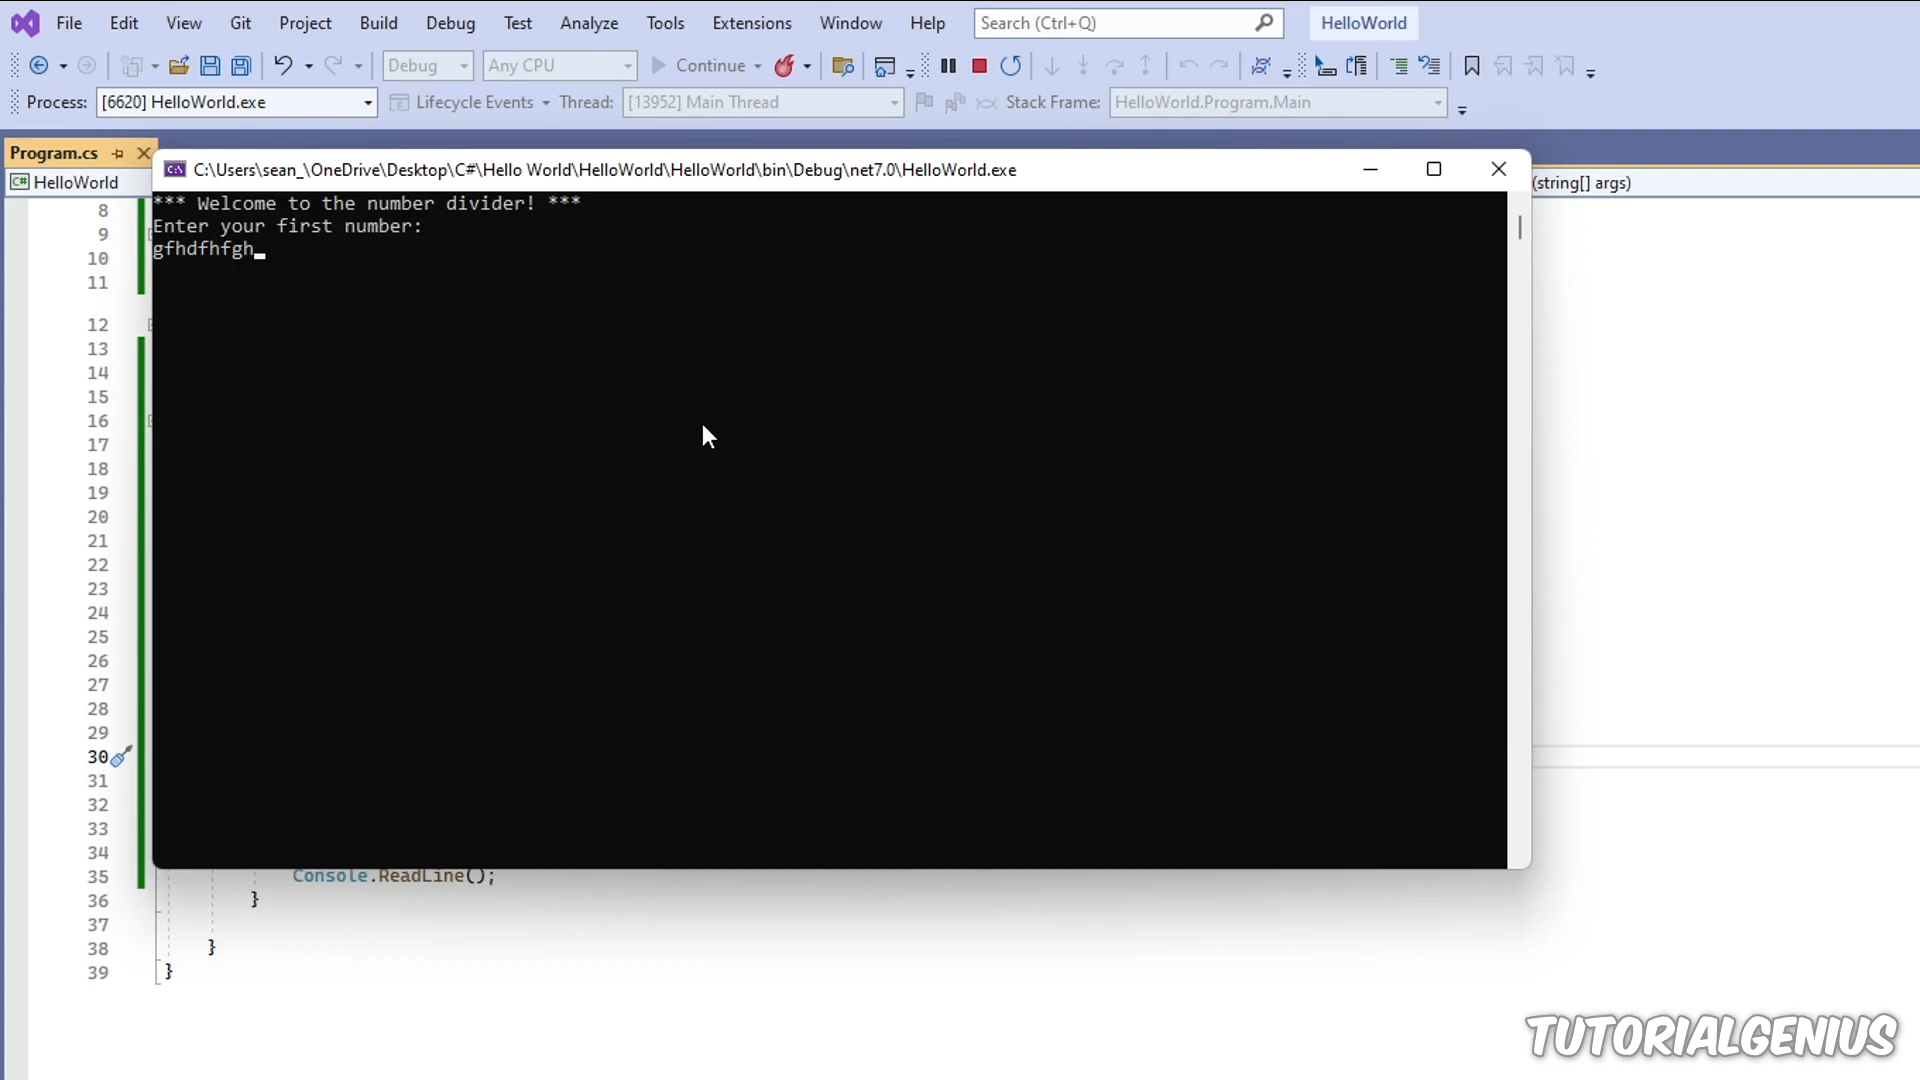 File Edit View Git Project Build Debug Test Analyze Tools Extensions Window Help Search (Ctrl+Q) HelloWorld
Debug Any CPU Continue
Process: [6620] HelloWorld.exe Lifecycle Events Thread: [13952] Main Thread Stack Frame: HelloWorld.Program.Main
Program.cs
C:\Users\sean_\OneDrive\Desktop\C#\Hello World\HelloWorld\HelloWorld\bin\Debug\net7.0\HelloWorld.exe
C# HelloWorld (string[] args)
*** Welcome to the number divider! ***
Enter your first number:
gfhdfhfgh
8
9
10
11
12
13
14
15
16
17
18
19
20
21
22
23
24
25
26
27
28
29
30
31
32
33
34
35 Console.ReadLine();
36 }
37
38 }
39 }
TUTORIALGENIUS